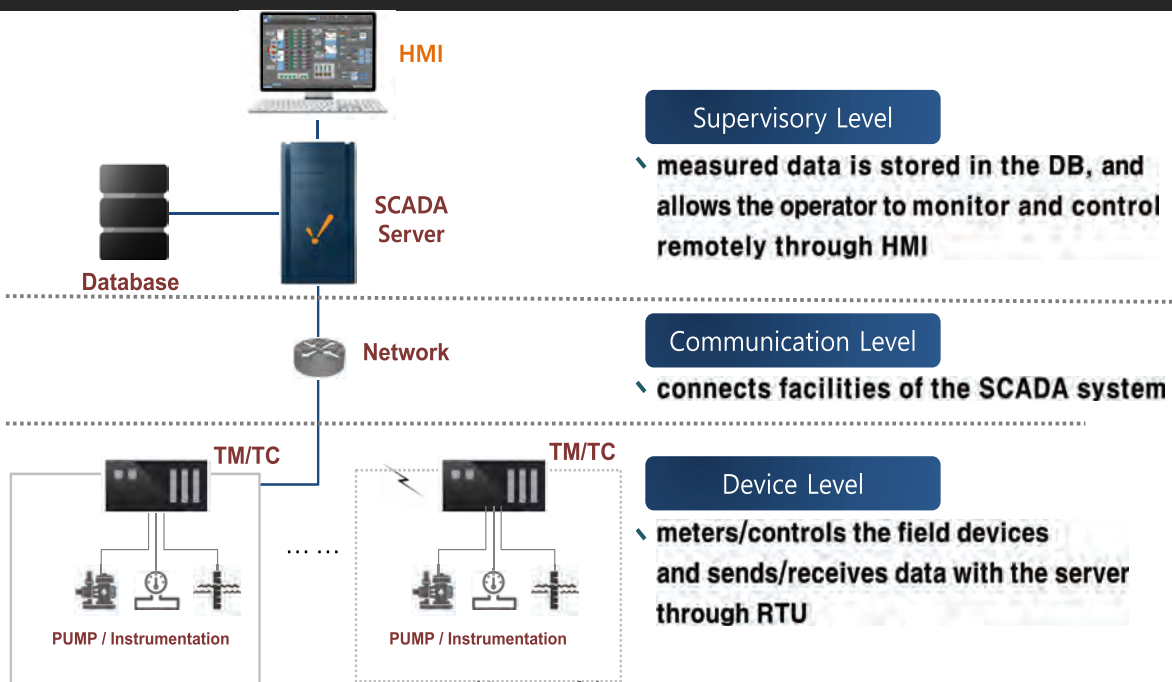 HMI
Supervisory Level
measured data is stored in the DB, and
allows the operator to monitor and control
remotely through HMI
SCADA
Server
Database
Communication Level
Network
connects facilities of the SCADA system
TM/TC
TM/TC
Device Level
meters/controls the field devices
and sends/receives data with the server
through RTU
... ...
PUMP / Instrumentation
PUMP / Instrumentation